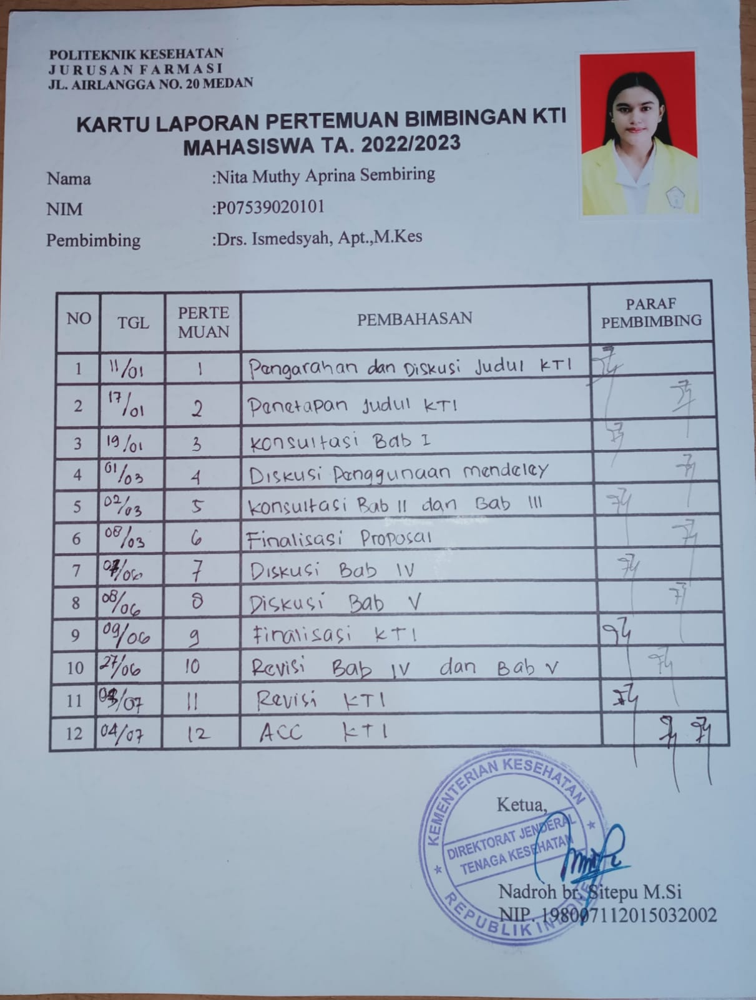 POLITEKNIK KESEHATAN
JURUSAN FARMASI
JL. AIRLANGGA NO. 20 MEDAN
KARTU LAPORAN PERTEMUAN BIMBINGAN KTI
MAHASISWA TA. 2022/2023
Nama :Nita Muthy Aprina Sembiring
NIM :P07539020101
Pembimbing :Drs. Ismedsyah, Apt.,M.Kes
NO TGL PERTE MUAN PEMBAHASAN PARAF PEMBIMBING
1 11/01 1 Pengarahan dan Diskusi Judul KTI
2 17/01 2 Penetapan Judul KTI
3 19/01 3 Konsultasi Bab I
4 01/03 4 Diskusi Penggunaan mendeley
5 02/03 5 Konsultasi Bab II dan Bab III
6 08/03 6 Finalisasi Proposal
7 07/06 7 Diskusi Bab IV
8 08/06 8 Diskusi Bab V
9 09/06 9 Finalisasi KTI
10 27/06 10 Revisi Bab IV dan Bab V
11 03/07 11 Revisi KTI
12 04/07 12 ACC KTI
KEMENTERIAN KESEHATAN
Ketua,
DIREKTORAT JENDERAL
TENAGA KESEHATAN
REPUBLIK INDONE
Nadroh br. Sitepu M.Si
NIP. 198007112015032002